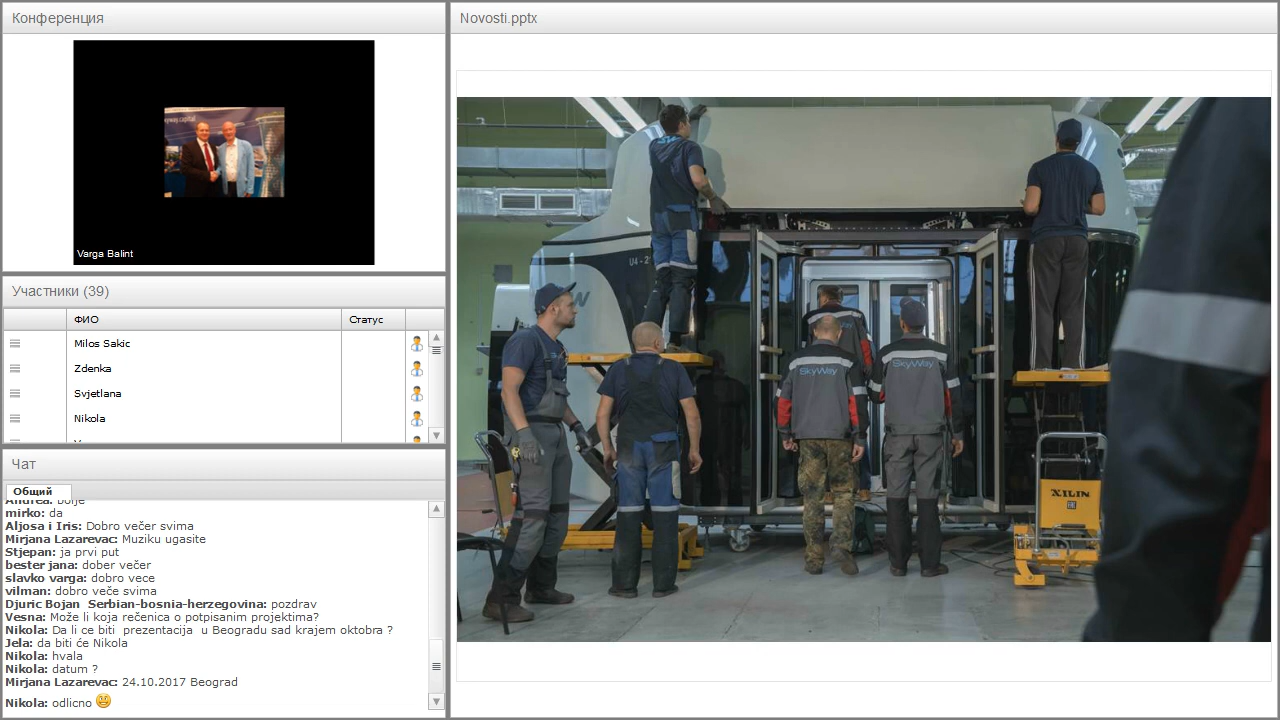 Конференция
Varga Balint
Участники (39)
ФИО Статус
Milos Sakic
Zdenka
Svjetlana
Nikola
Чат
Общий
Andrea: bolje
mirko: da
Aljosa i Iris: Dobro večer svima
Mirjana Lazarevac: Muziku ugasite
Stjepan: ja prvi put
bester jana: dober večer
slavko varga: dobro vece
vilman: dobro veče svima
Djuric Bojan Serbian-bosnia-herzegovina: pozdrav
Vesna: Može li koja rečenica o potpisanim projektima?
Nikola: Da li ce biti prezentacija u Beogradu sad krajem oktobra ?
Jela: da biti će Nikola
Nikola: hvala
Nikola: datum ?
Mirjana Lazarevac: 24.10.2017 Beograd
Nikola: odlicno
Novosti.pptx
SkyWay
SkyWay
XILIN
EAC